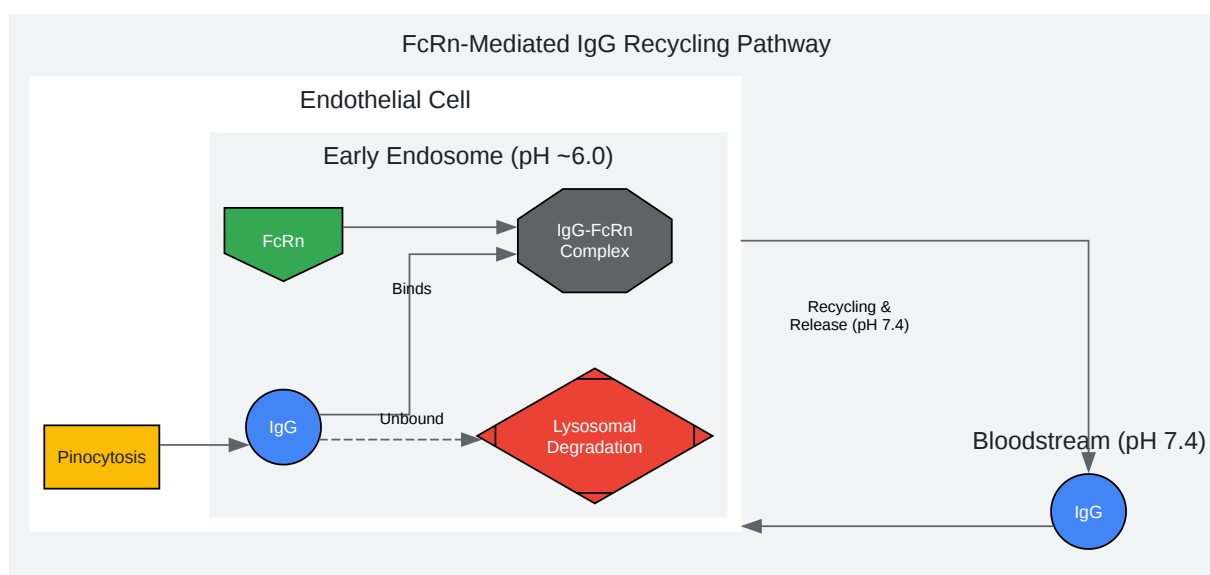 FcRn-Mediated IgG Recycling Pathway
Endothelial Cell
Early Endosome (pH ~6.0)
FcRn
IgG-FcRn
Complex
Binds
Recycling &
Release (pH 7.4)
IgG
Unbound
Lysosomal
Degradation
Pinocytosis
Bloodstream (pH 7.4)
IgG